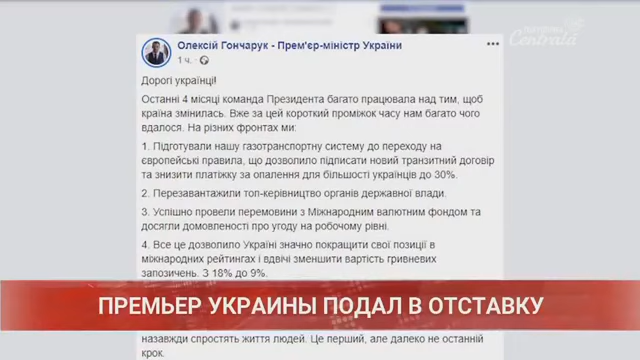 Centrală
Олексій Гончарук - Прем'єр-міністр України
1 ч.
Дорогі українці!
Останні 4 місяці команда Президента багато працювала над тим, щоб
країна змінилась. Вже за цей короткий проміжок часу нам багато чого
вдалося. На різних фронтах ми:
1. Підготували нашу газотранспортну систему до переходу на
європейські правила, що дозволило підписати новий транзитний договір
та знизити платіжку за опалення для більшості українців до 30%.
2. Перезавантажили топ-керівництво органів державної влади.
3. Успішно провели перемовини з Міжнародним валютним фондом та
досягли домовленості про угоду на робочому рівні.
4. Все це дозволило Україні значно покращити свої позиції в
міжнародних рейтингах і вдвічі зменшити вартість гривневих
запозичень. З 18% до 9%.
ПРЕМЬЕР УКРАИНЫ ПОДАЛ В ОТСТАВКУ
назавжди спростять життя людей. Це перший, але далеко не останній
крок.